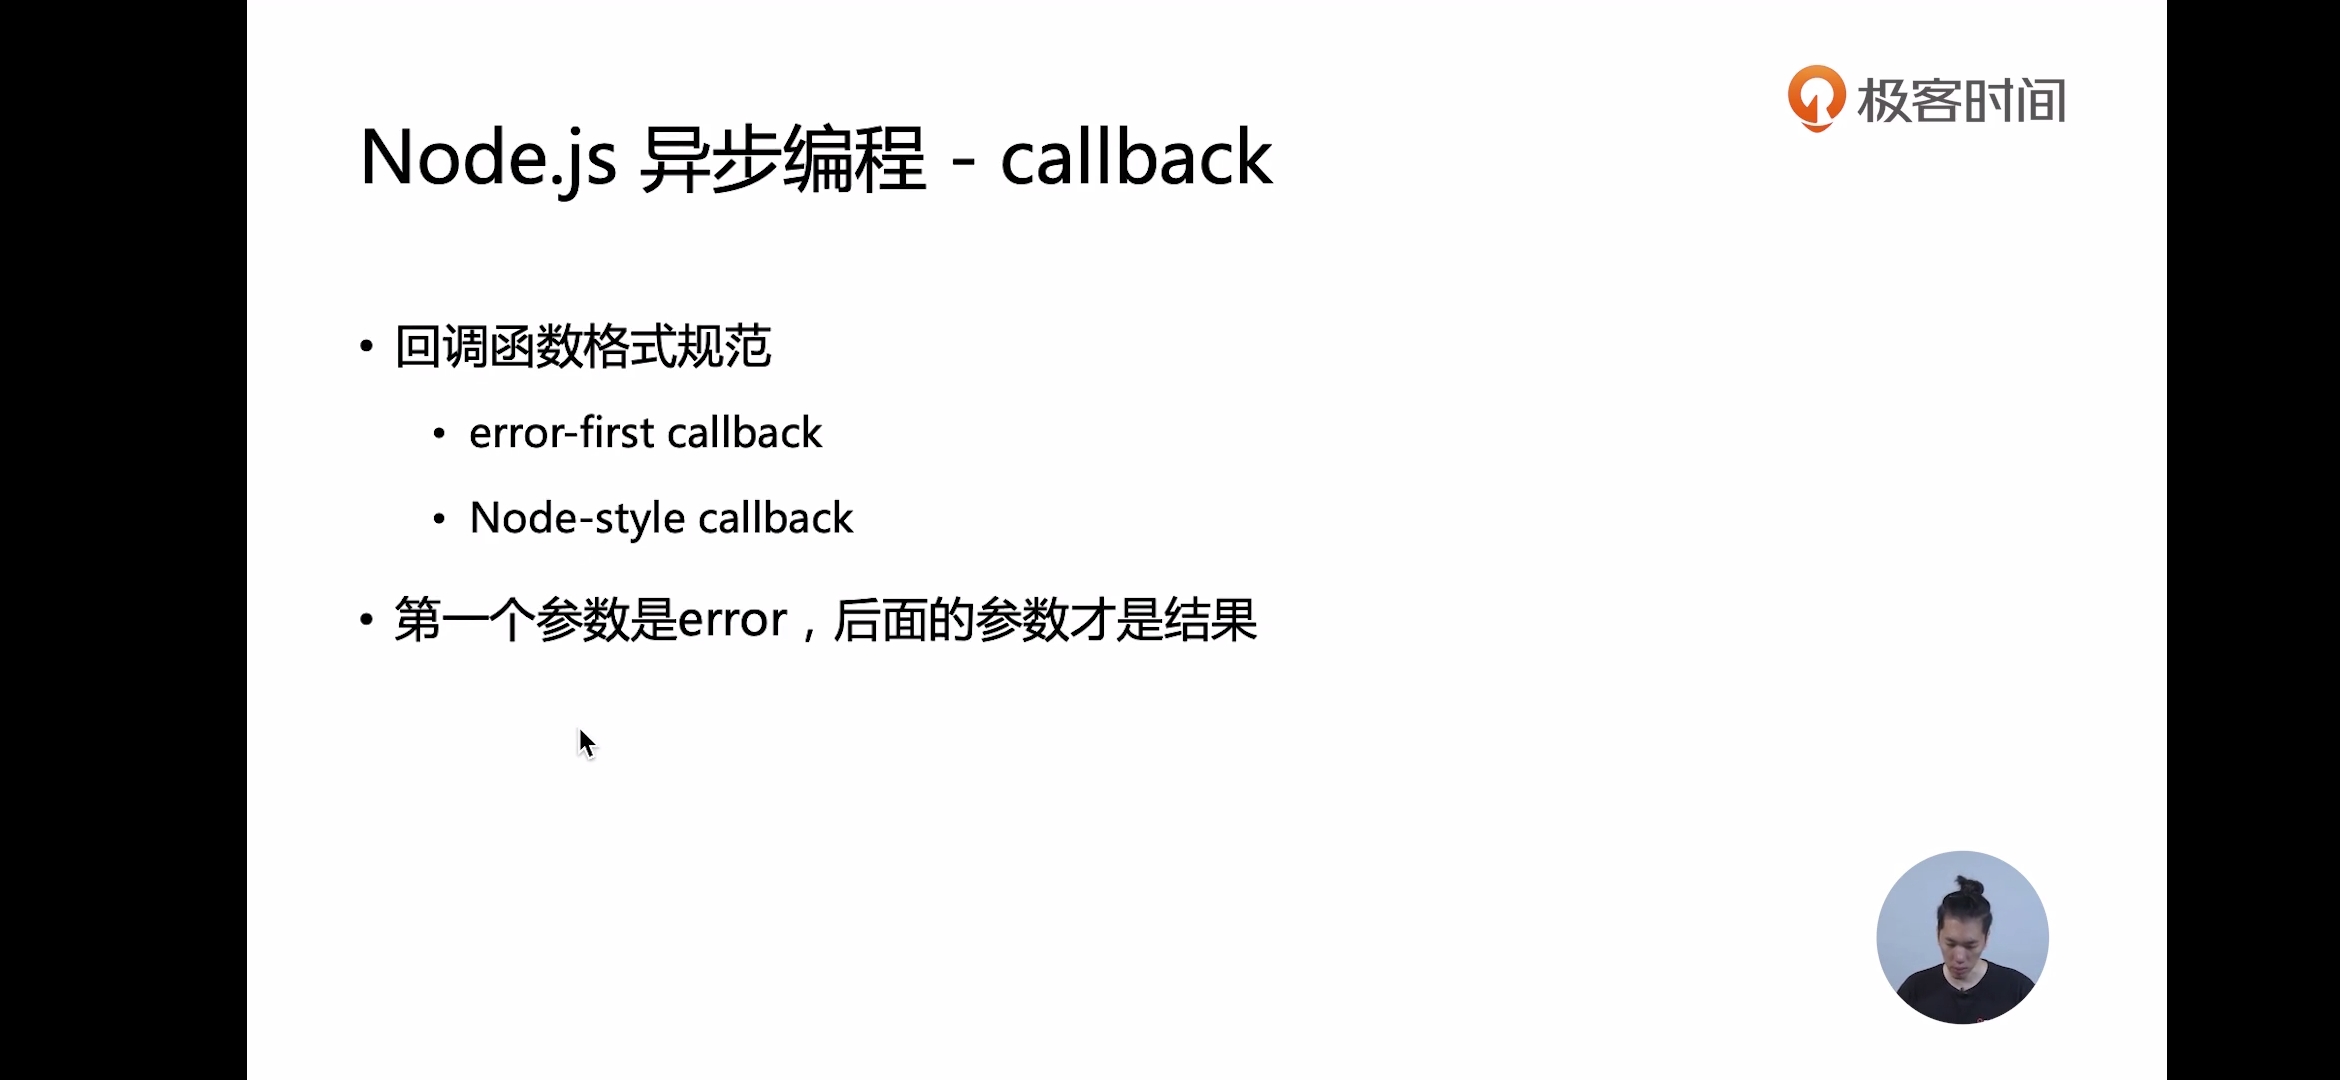 极客时间
Node.js 异步编程 - callback
• 回调函数格式规范
• error-first callback
• Node-style callback
• 第一个参数是error，后面的参数才是结果